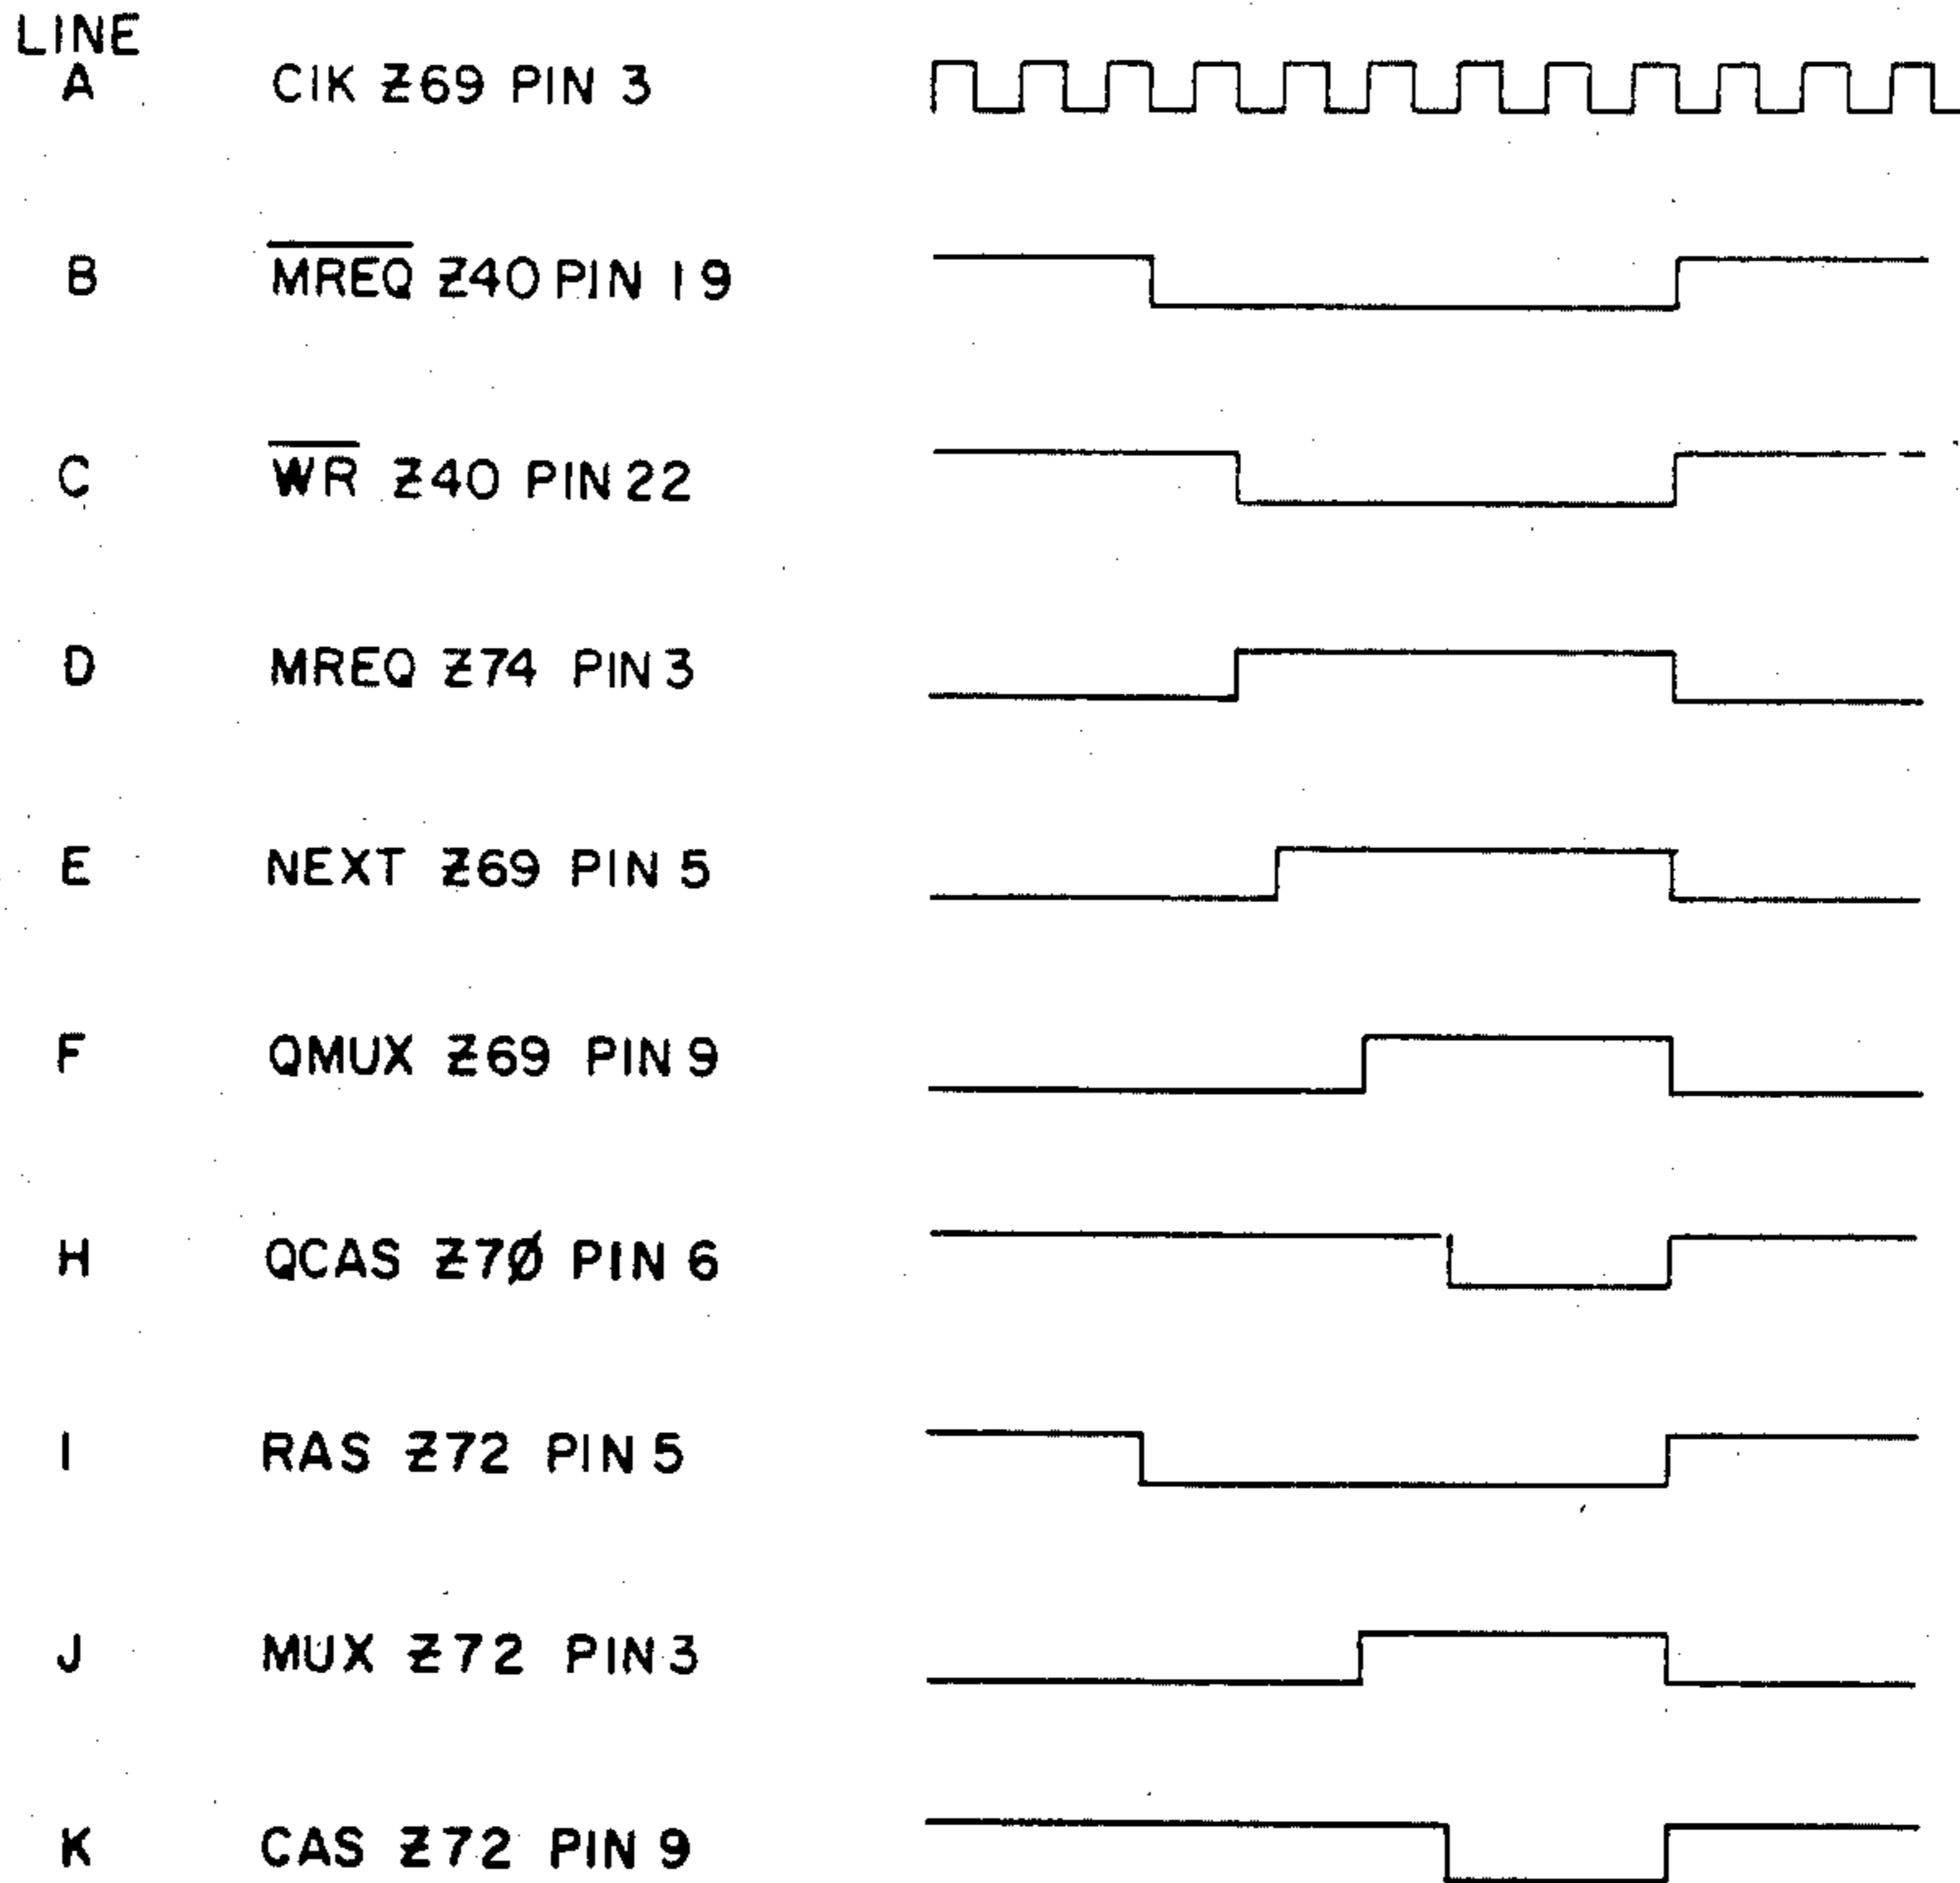 LINE
A CIK Z69 PIN 3
B MREQ Z40 PIN 19
C WR Z40 PIN 22
D MREQ Z74 PIN 3
E NEXT Z69 PIN 5
F QMUX Z69 PIN 9
H QCAS Z7Ø PIN 6
I RAS Z72 PIN 5
J MUX Z72 PIN 3
K CAS Z72 PIN 9